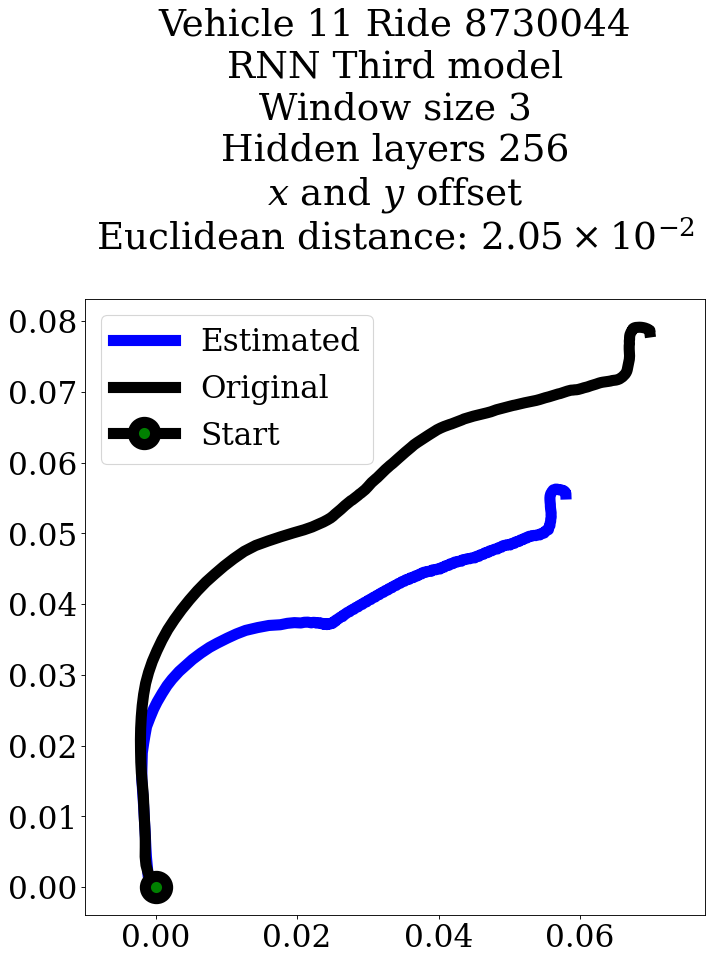 Vehicle 11 Ride 8730044
RNN Third model
Window size 3
Hidden layers 256
x and y offset
Euclidean distance: 2.05 × 10⁻²
Estimated
Original
Start
0.08
0.07
0.06
0.05
0.04
0.03
0.02
0.01
0.00
0.00 0.02 0.04 0.06